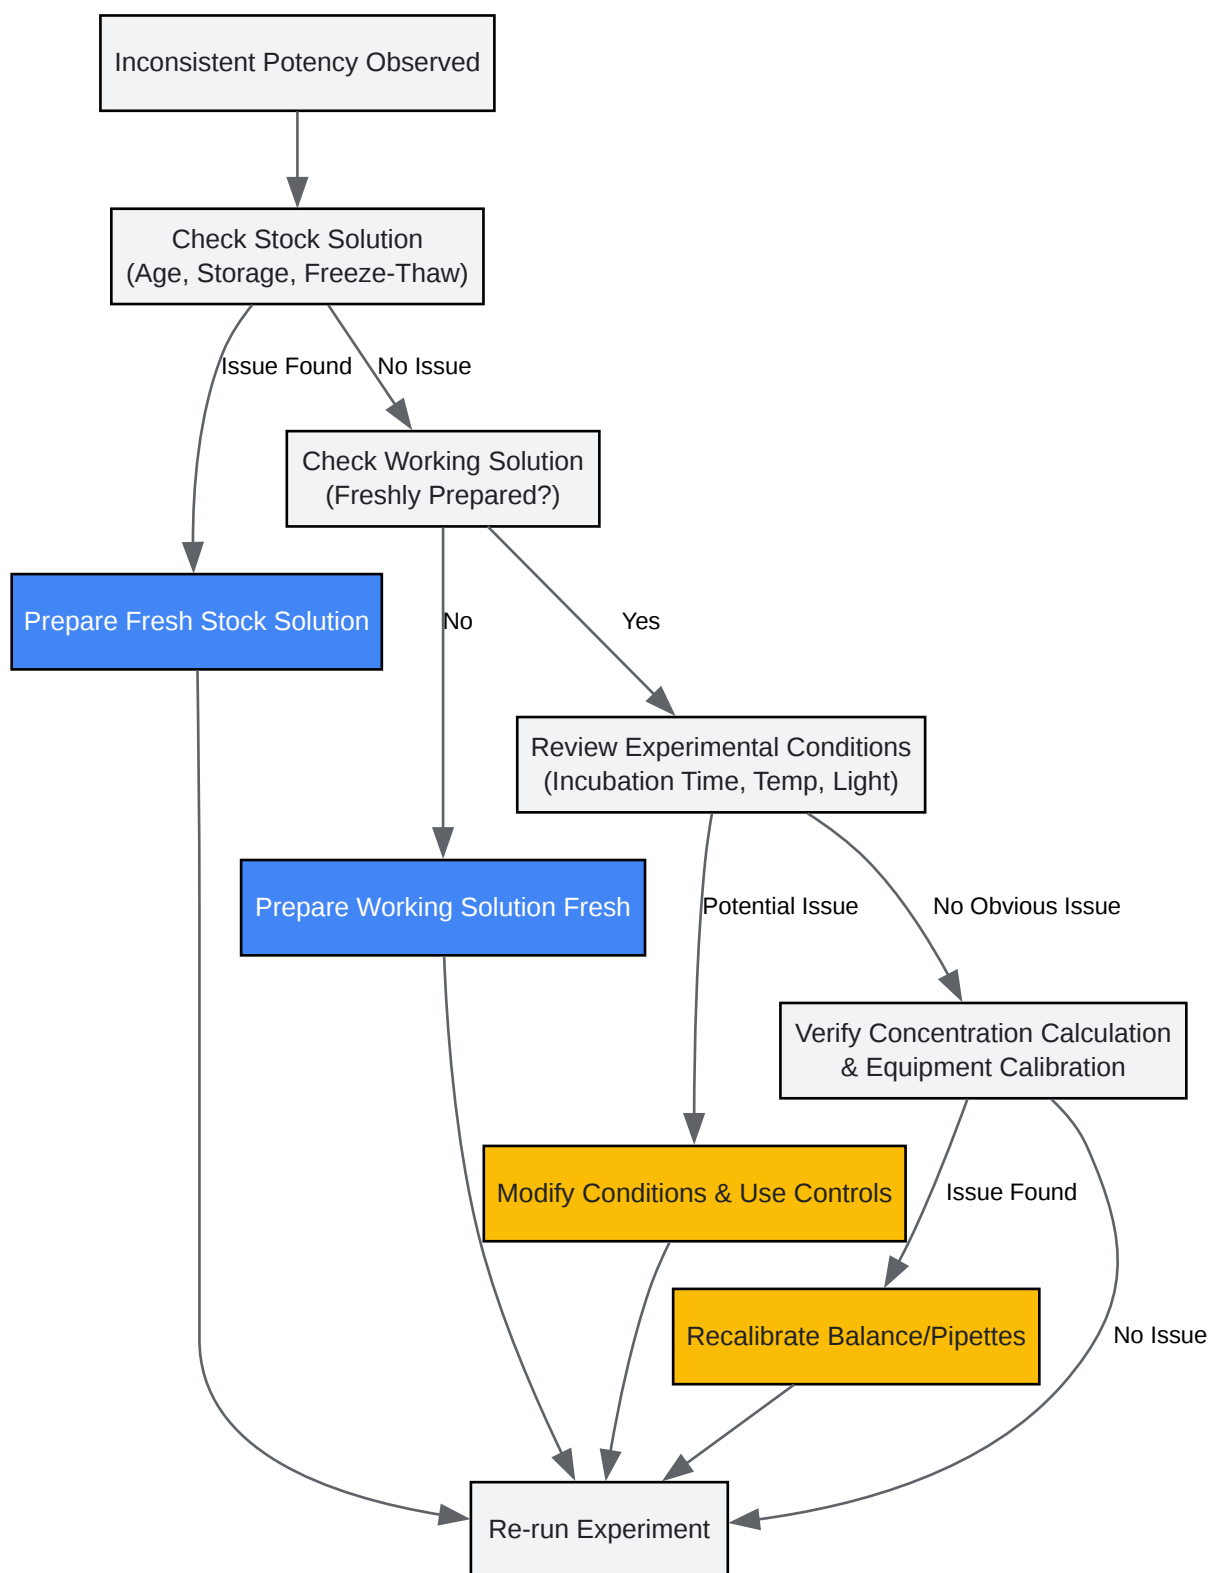 Inconsistent Potency Observed
Check Stock Solution
(Age, Storage, Freeze-Thaw)
Issue Found
No Issue
Check Working Solution
(Freshly Prepared?)
Prepare Fresh Stock Solution
No
Yes
Review Experimental Conditions
(Incubation Time, Temp, Light)
Prepare Working Solution Fresh
Potential Issue
No Obvious Issue
Verify Concentration Calculation
& Equipment Calibration
Modify Conditions & Use Controls
Issue Found
Recalibrate Balance/Pipettes
No Issue
Re-run Experiment